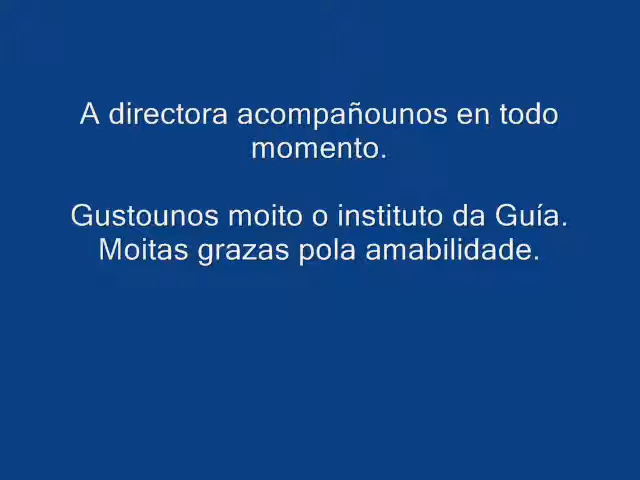 A directora acompañounos en todo
momento.
Gustounos moito o instituto da Guía.
Moitas grazas pola amabilidade.